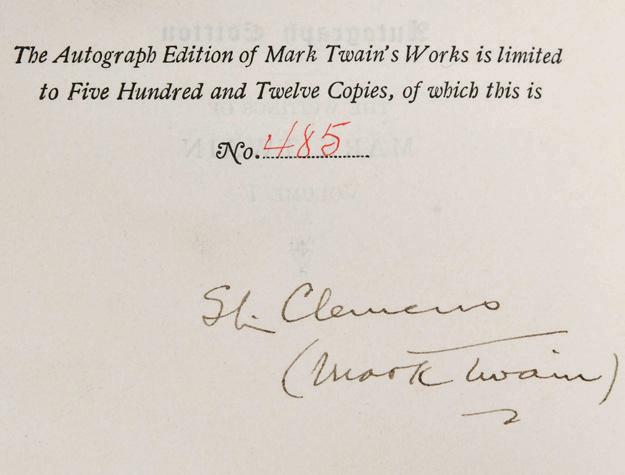 The Autograph Edition of Mark Twain's Works is limited
to Five Hundred and Twelve Copies, of which this is
No. 485
S L Clemens
(Mark Twain)